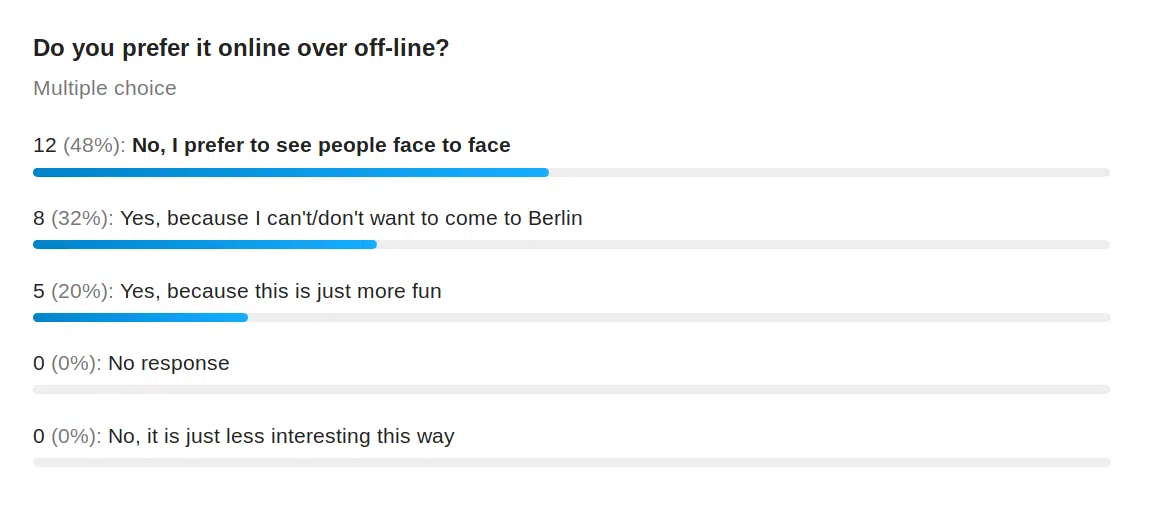 Do you prefer it online over off-line?
Multiple choice
12 (48%): No, I prefer to see people face to face
8 (32%): Yes, because I can't/don't want to come to Berlin
5 (20%): Yes, because this is just more fun
0 (0%): No response
0 (0%): No, it is just less interesting this way